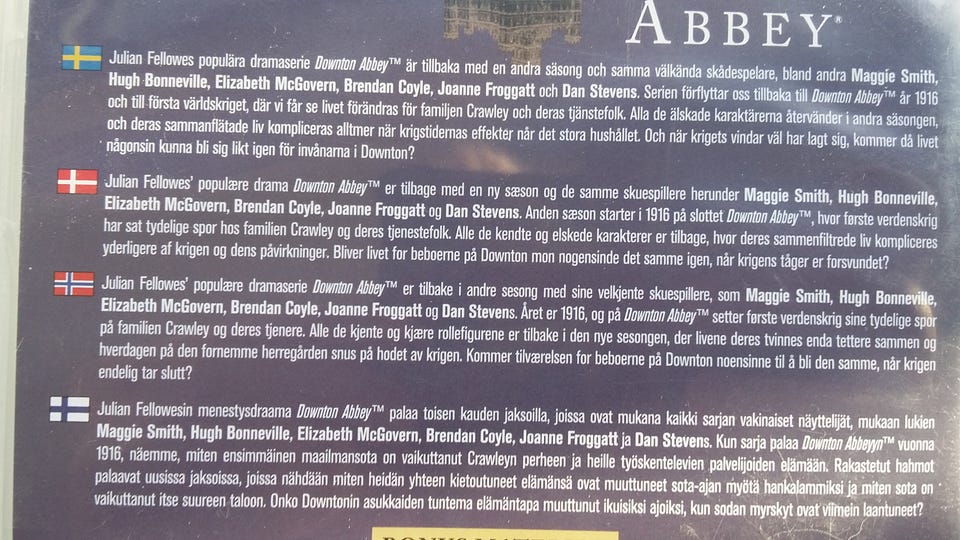 ABBEY®
Julian Fellowes populära dramaserie Downton Abbey™ är tillbaka med en andra säsong och samma välkända skådespelare, bland andra Maggie Smith,
Hugh Bonneville, Elizabeth McGovern, Brendan Coyle, Joanne Froggatt och Dan Stevens. Serien förflyttar oss tillbaka till Downton Abbey™ år 1916
och till första världskriget, där vi får se livet förändras för familjen Crawley och deras tjänstefolk. Alla de älskade karaktärerna återvänder i andra säsongen,
och deras sammanflätade liv kompliceras alltmer när krigstidernas effekter når det stora hushållet. Och när krigets vindar väl har lagt sig, kommer då livet
någonsin kunna bli sig likt igen för invånarna i Downton?
Julian Fellowes' populære drama Downton Abbey™ er tilbage med en ny sæson og de samme skuespillere herunder Maggie Smith, Hugh Bonneville,
Elizabeth McGovern, Brendan Coyle, Joanne Froggatt og Dan Stevens. Anden sæson starter i 1916 på slottet Downton Abbey™, hvor første verdenskrig
har sat tydelige spor hos familien Crawley og deres tjenestefolk. Alle de kendte og elskede karakterer er tilbage, hvor deres sammenfiltrede liv kompliceres
yderligere af krigen og dens påvirkninger. Bliver livet for beboerne på Downton mon nogensinde det samme igen, når krigens tåger er forsvundet?
Julian Fellowes' populære dramaserie Downton Abbey™ er tilbake i andre sesong med sine velkjente skuespillere, som Maggie Smith, Hugh Bonneville,
Elizabeth McGovern, Brendan Coyle, Joanne Froggatt og Dan Stevens. Året er 1916, og på Downton Abbey™ setter første verdenskrig sine tydelige spor
på familien Crawley og deres tjenere. Alle de kjente og kjære rollefigurene er tilbake i den nye sesongen, der livene deres tvinnes enda tettere sammen og
hverdagen på den fornemme herregården snus på hodet av krigen. Kommer tilværelsen for beboerne på Downton noensinne til å bli den samme, når krigen
endelig tar slutt?
Julian Fellowesin menestysdraama Downton Abbey™ palaa toisen kauden jaksoilla, joissa ovat mukana kaikki sarjan vakinaiset näyttelijät, mukaan lukien
Maggie Smith, Hugh Bonneville, Elizabeth McGovern, Brendan Coyle, Joanne Froggatt ja Dan Stevens. Kun sarja palaa Downton Abbeyyn™ vuonna
1916, näemme, miten ensimmäinen maailmansota on vaikuttanut Crawleyn perheen ja heille työskentelevien palvelijoiden elämään. Rakastetut hahmot
palaavat uusissa jaksoissa, joissa nähdään miten heidän yhteen kietoutuneet elämänsä ovat muuttuneet sota-ajan myötä hankalammiksi ja miten sota on
vaikuttanut itse suureen taloon. Onko Downtonin asukkaiden tuntema elämäntapa muuttunut ikuisiksi ajoiksi, kun sodan myrskyt ovat viimein laantuneet?